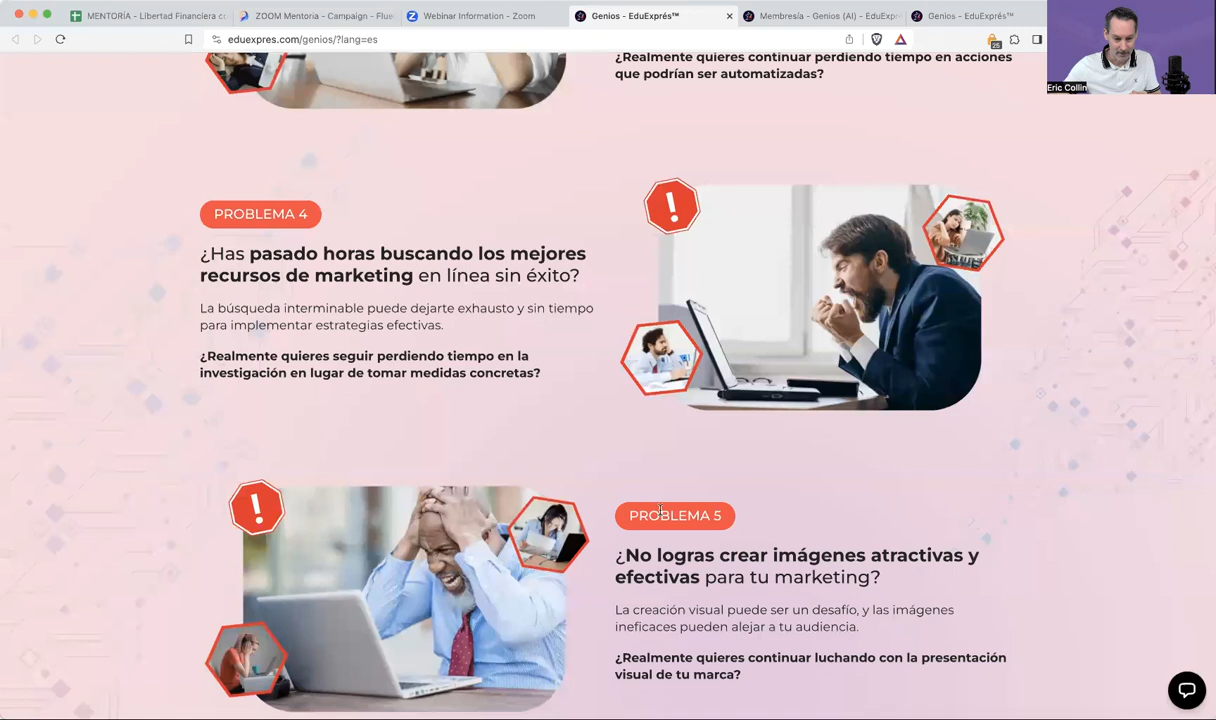 MENTORÍA - Libertad Financiera c
ZOOM Mentoria - Campaign - Flue
Webinar Information - Zoom
Genios - EduExprés™
Membresía - Genios (AI) - EduExpr
Genios - EduExprés™
eduexpres.com/genios/?lang=es
25
Eric Collin
¿Realmente quieres continuar perdiendo tiempo en acciones
que podrían ser automatizadas?
PROBLEMA 4
¿Has pasado horas buscando los mejores
recursos de marketing en línea sin éxito?
La búsqueda interminable puede dejarte exhausto y sin tiempo
para implementar estrategias efectivas.
¿Realmente quieres seguir perdiendo tiempo en la
investigación en lugar de tomar medidas concretas?
!
!
PROBLEMA 5
¿No logras crear imágenes atractivas y
efectivas para tu marketing?
La creación visual puede ser un desafío, y las imágenes
ineficaces pueden alejar a tu audiencia.
¿Realmente quieres continuar luchando con la presentación
visual de tu marca?